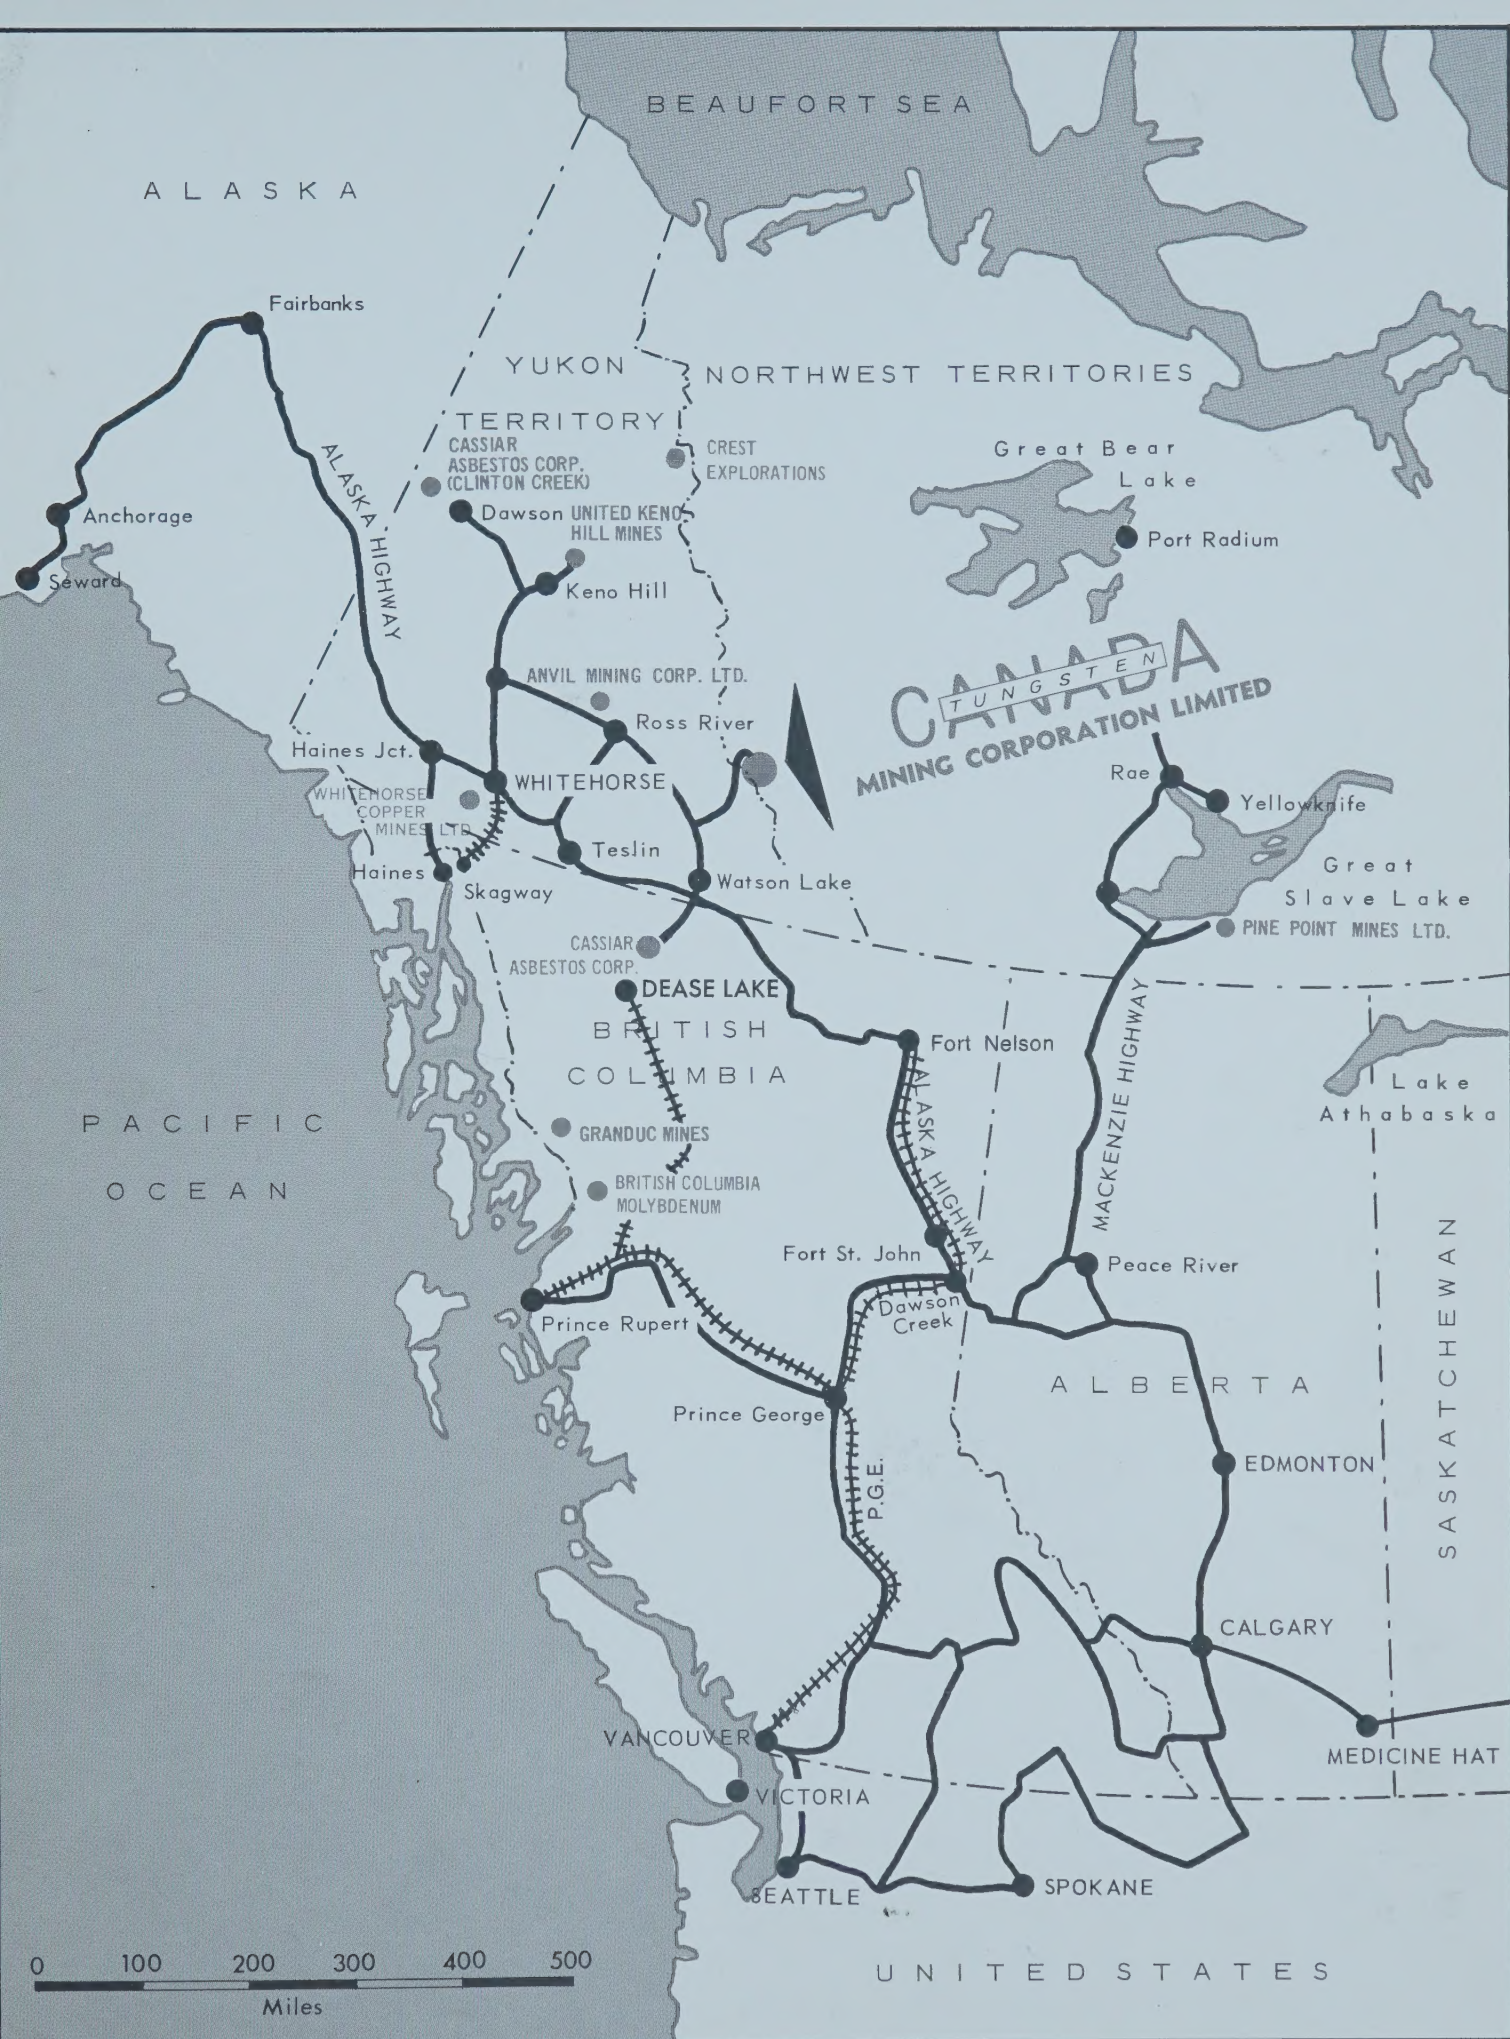 BEAUFORT SEA
ALASKA
Fairbanks
YUKON
TERRITORY
NORTHWEST TERRITORIES
CASSIAR
ASBESTOS CORP.
(CLINTON CREEK)
CREST
EXPLORATIONS
Great Bear
Lake
ALASKA HIGHWAY
Anchorage
Dawson
UNITED KENO
HILL MINES
Port Radium
Seward
Keno Hill
CANADA
TUNGSTEN
MINING CORPORATION LIMITED
ANVIL MINING CORP. LTD.
Ross River
Haines Jct.
WHITEHORSE
Rae
Yellowknife
WHITEHORSE
COPPER
MINES LTD
Teslin
Haines
Skagway
Watson Lake
Great
Slave Lake
PINE POINT MINES LTD.
CASSIAR
ASBESTOS CORP.
DEASE LAKE
BRITISH
COLUMBIA
Fort Nelson
ALASKA HIGHWAY
MACKENZIE HIGHWAY
Lake
Athabaska
PACIFIC
OCEAN
GRANDUC MINES
BRITISH COLUMBIA
MOLYBDENUM
SASKATCHEWAN
Fort St. John
Peace River
Dawson
Creek
Prince Rupert
ALBERTA
Prince George
P.G.E.
EDMONTON
CALGARY
VANCOUVER
MEDICINE HAT
VICTORIA
SEATTLE
SPOKANE
UNITED STATES
0 100 200 300 400 500
Miles